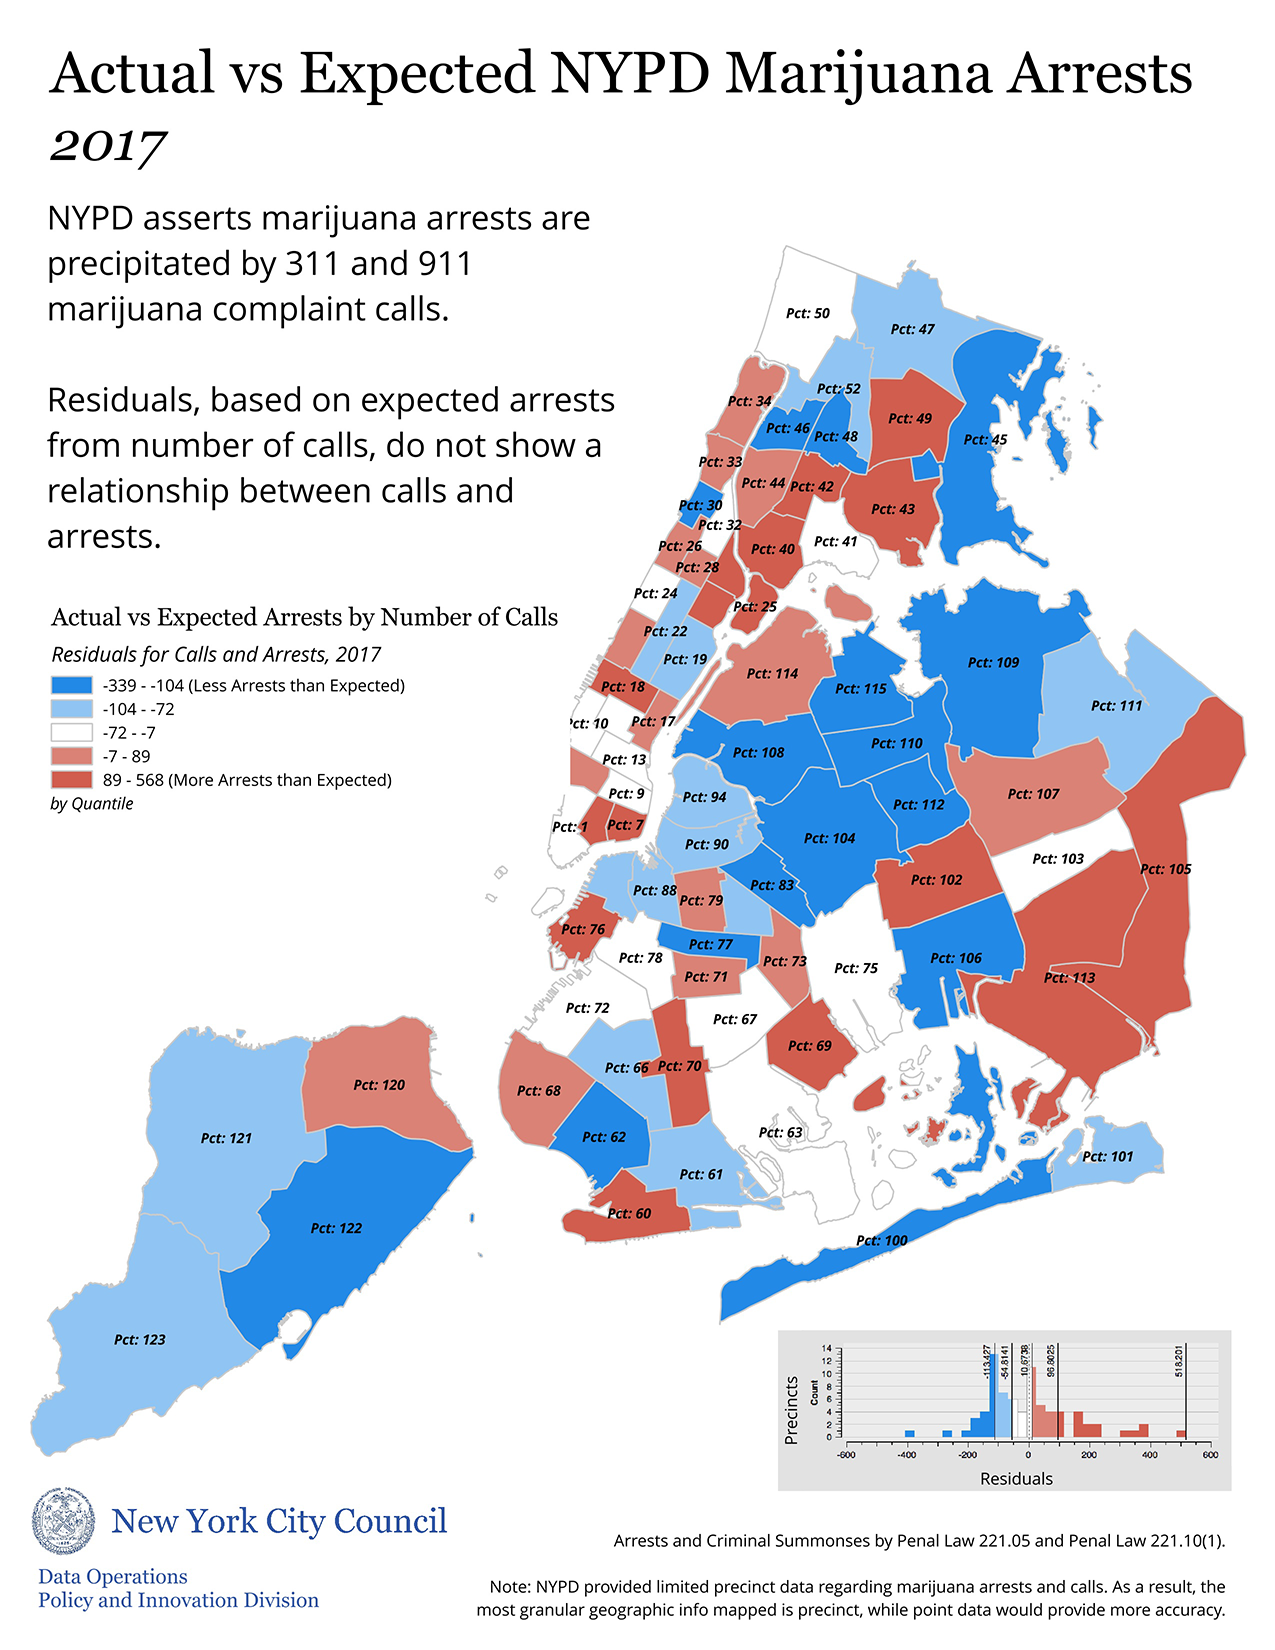 Actual vs Expected NYPD Marijuana Arrests
2017
NYPD asserts marijuana arrests are
precipitated by 311 and 911
marijuana complaint calls.
Residuals, based on expected arrests
from number of calls, do not show a
relationship between calls and
arrests.
Actual vs Expected Arrests by Number of Calls
Residuals for Calls and Arrests, 2017
-339 - -104 (Less Arrests than Expected)
-104 - -72
-72 - -7
-7 - 89
89 - 568 (More Arrests than Expected)
by Quantile
Pct: 50
Pct: 47
Pct: 52
Pct: 34
Pct: 49
Pct: 46
Pct: 48
Pct: 45
Pct: 33
Pct: 44
Pct: 42
Pct: 30
Pct: 43
Pct: 32
Pct: 41
Pct: 26
Pct: 40
Pct: 28
Pct: 24
Pct: 25
Pct: 22
Pct: 19
Pct: 109
Pct: 114
Pct: 18
Pct: 115
Pct: 111
Pct: 10
Pct: 17
Pct: 110
Pct: 108
Pct: 13
Pct: 9
Pct: 94
Pct: 107
Pct: 112
Pct: 1
Pct: 7
Pct: 104
Pct: 90
Pct: 103
Pct: 105
Pct: 102
Pct: 83
Pct: 88
Pct: 79
Pct: 76
Pct: 77
Pct: 78
Pct: 73
Pct: 75
Pct: 106
Pct: 71
Pct: 113
Pct: 72
Pct: 67
Pct: 69
Pct: 66
Pct: 70
Pct: 68
Pct: 120
Pct: 62
Pct: 63
Pct: 121
Pct: 61
Pct: 101
Pct: 60
Pct: 122
Pct: 100
Pct: 123
Precincts
Count
14
12
10
8
6
4
2
0
-113.427
-54.8141
10.6738
96.8025
518.201
-600
-400
-200
0
200
400
600
Residuals
New York City Council
Data Operations
Policy and Innovation Division
Arrests and Criminal Summonses by Penal Law 221.05 and Penal Law 221.10(1).
Note: NYPD provided limited precinct data regarding marijuana arrests and calls. As a result, the
most granular geographic info mapped is precinct, while point data would provide more accuracy.